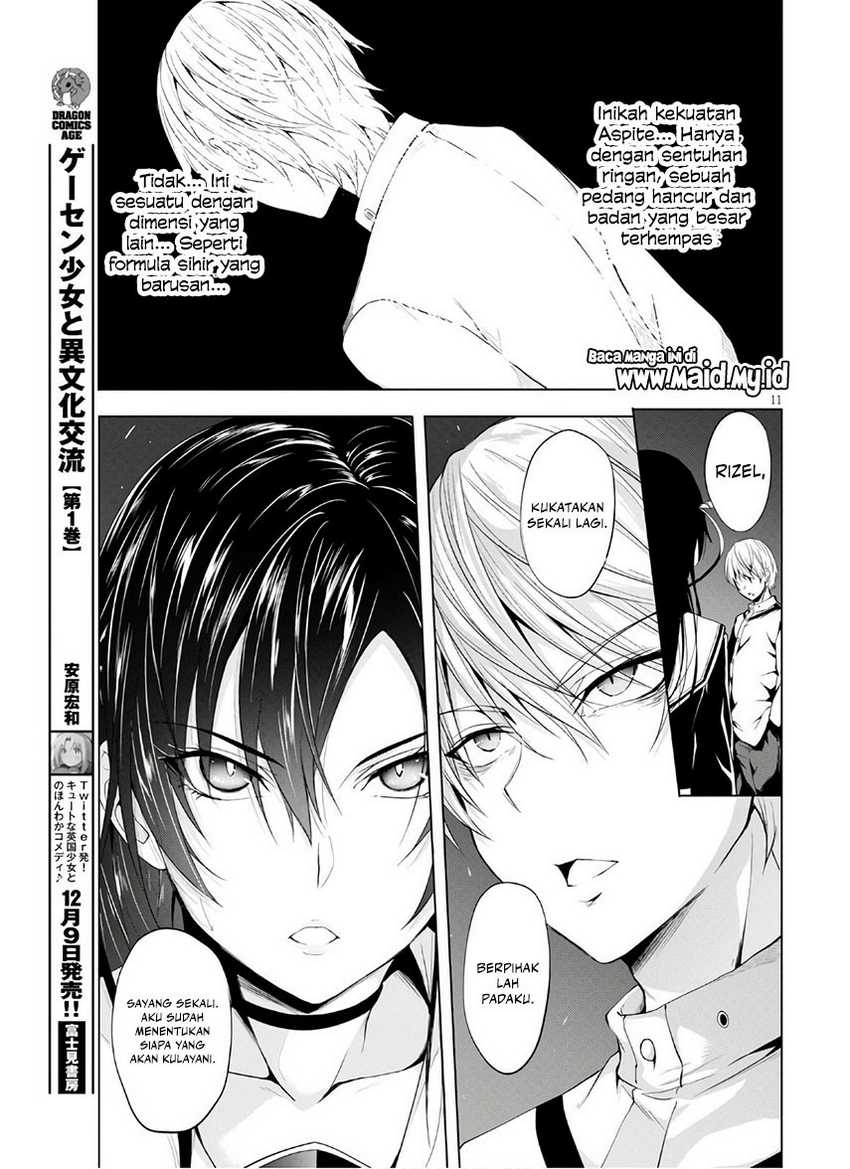 Inikah kekuatan
Aspite... Hanya
dengan sentuhan
ringan, sebuah
pedang hancur dan
badan yang besar
terhempas
Tidak... Ini
sesuatu dengan
dimensi yang
lain... Seperti
formula sihir yang
barusan...
Baca Manga ini di
www.Maid.My.id
11
RIZEL,
KUKATAKAN
SEKALI LAGI.
BERPIHAK
LAH
PADAKU.
SAYANG SEKALI.
AKU SUDAH
MENENTUKAN
SIAPA YANG
AKAN KULAYANI.
DRAGON
COMICS
AGE
ゲーセン少女と異文化交流
【第1巻】
安原宏和
Twitter発!
キュートな英国少女と
のほんわかコメディ♪
12月9日発売!!
富士見書房